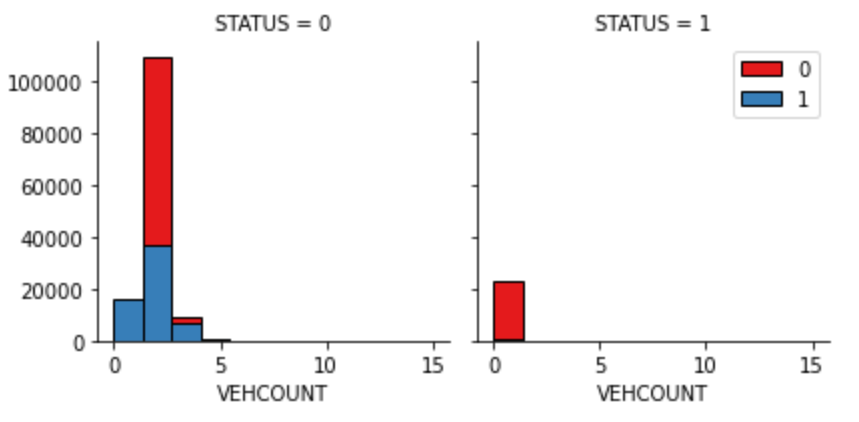 STATUS = 0
STATUS = 1
100000
80000
60000
40000
20000
0
0
1
0 5 10 15
0 5 10 15
VEHCOUNT
VEHCOUNT